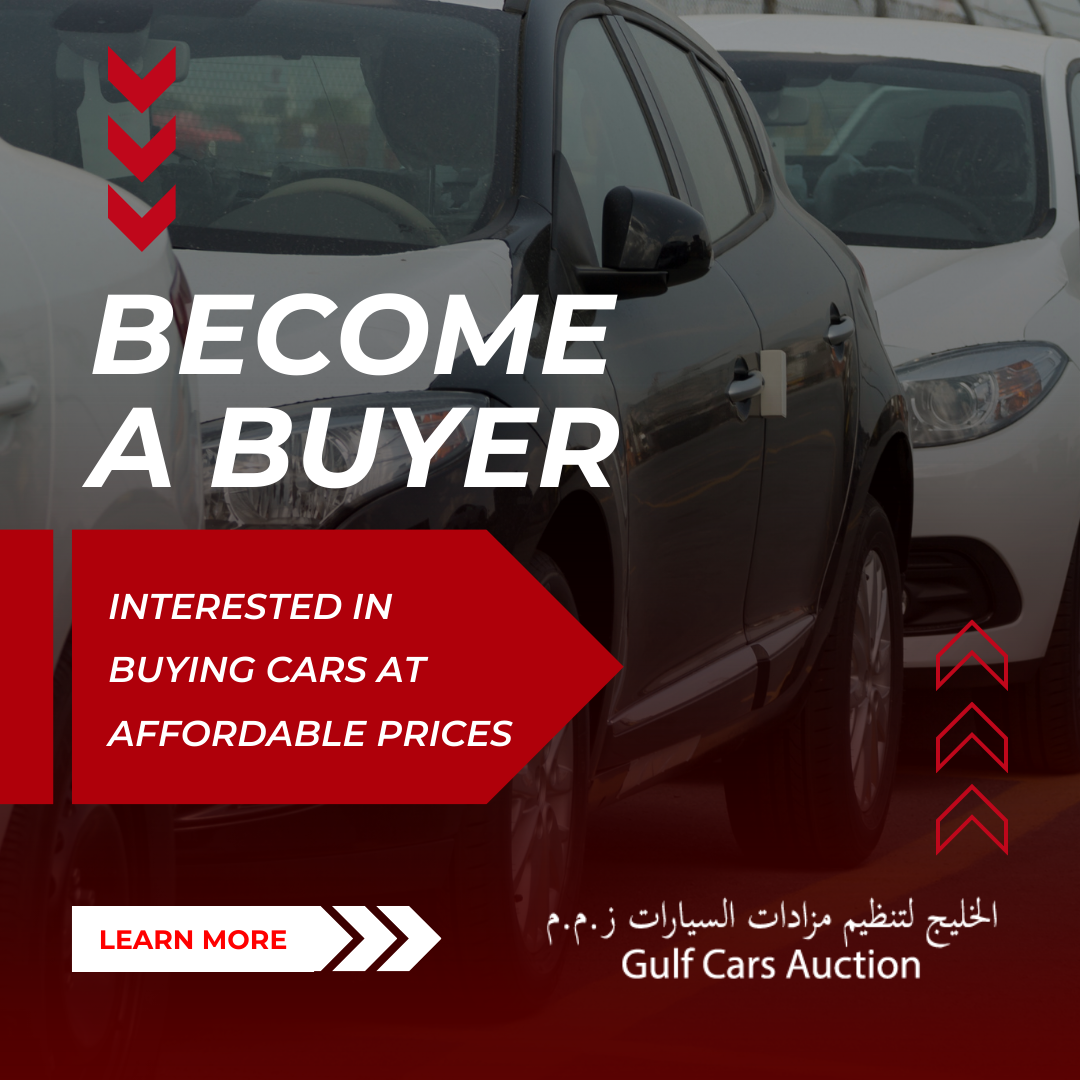 BECOME
A BUYER
INTERESTED IN
BUYING CARS AT
AFFORDABLE PRICES
LEARN MORE
الخليج لتنظيم مزادات السيارات ز.م.م
Gulf Cars Auction